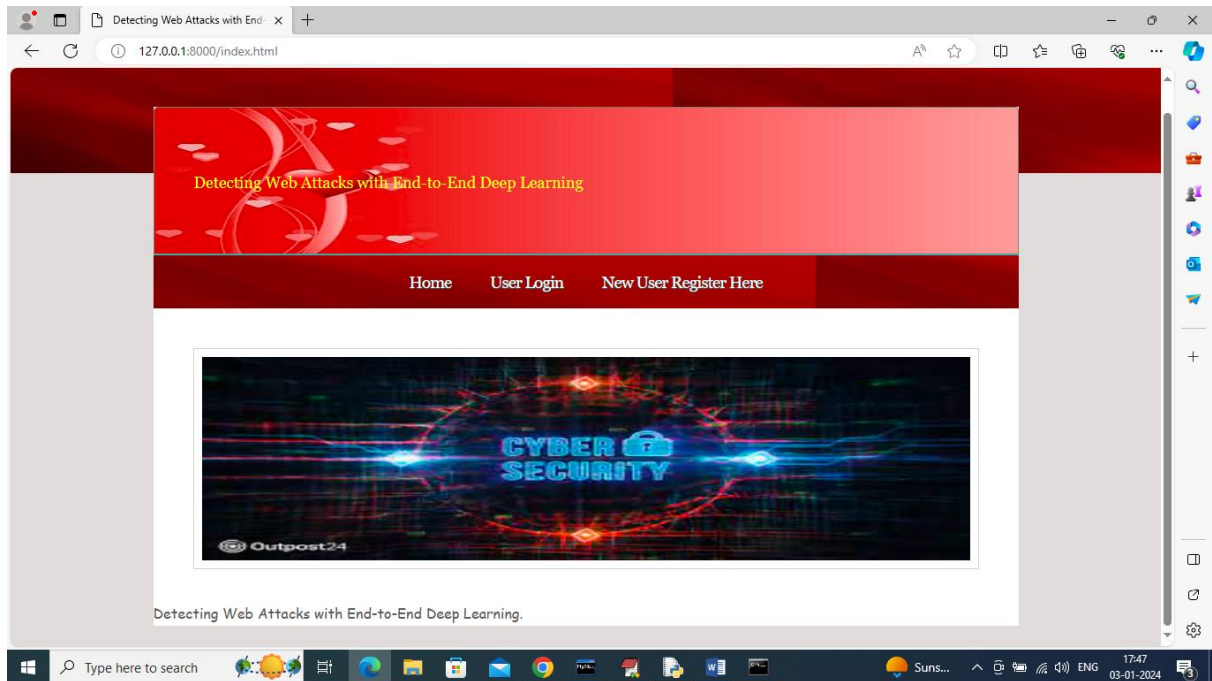 Detecting Web Attacks with End-
127.0.0.1:8000/index.html
Detecting Web Attacks with End-to-End Deep Learning
Home User Login New User Register Here
CYBER
SECURITY
Outpost24
Detecting Web Attacks with End-to-End Deep Learning.
Type here to search
Suns... ENG
17:47
03-01-2024
3